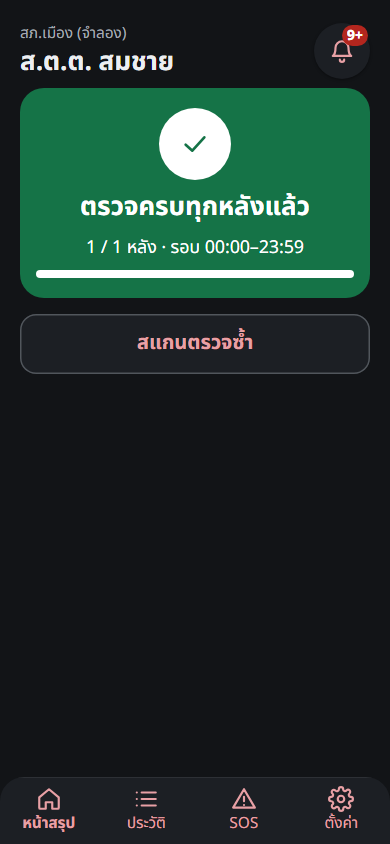 สภ.เมือง (จำลอง)
ส.ต.ต. สมชาย
9+
ตรวจครบทุกหลังแล้ว
1 / 1 หลัง · รอบ 00:00–23:59
สแกนตรวจซ้ำ
หน้าสรุป
ประวัติ
SOS
ตั้งค่า